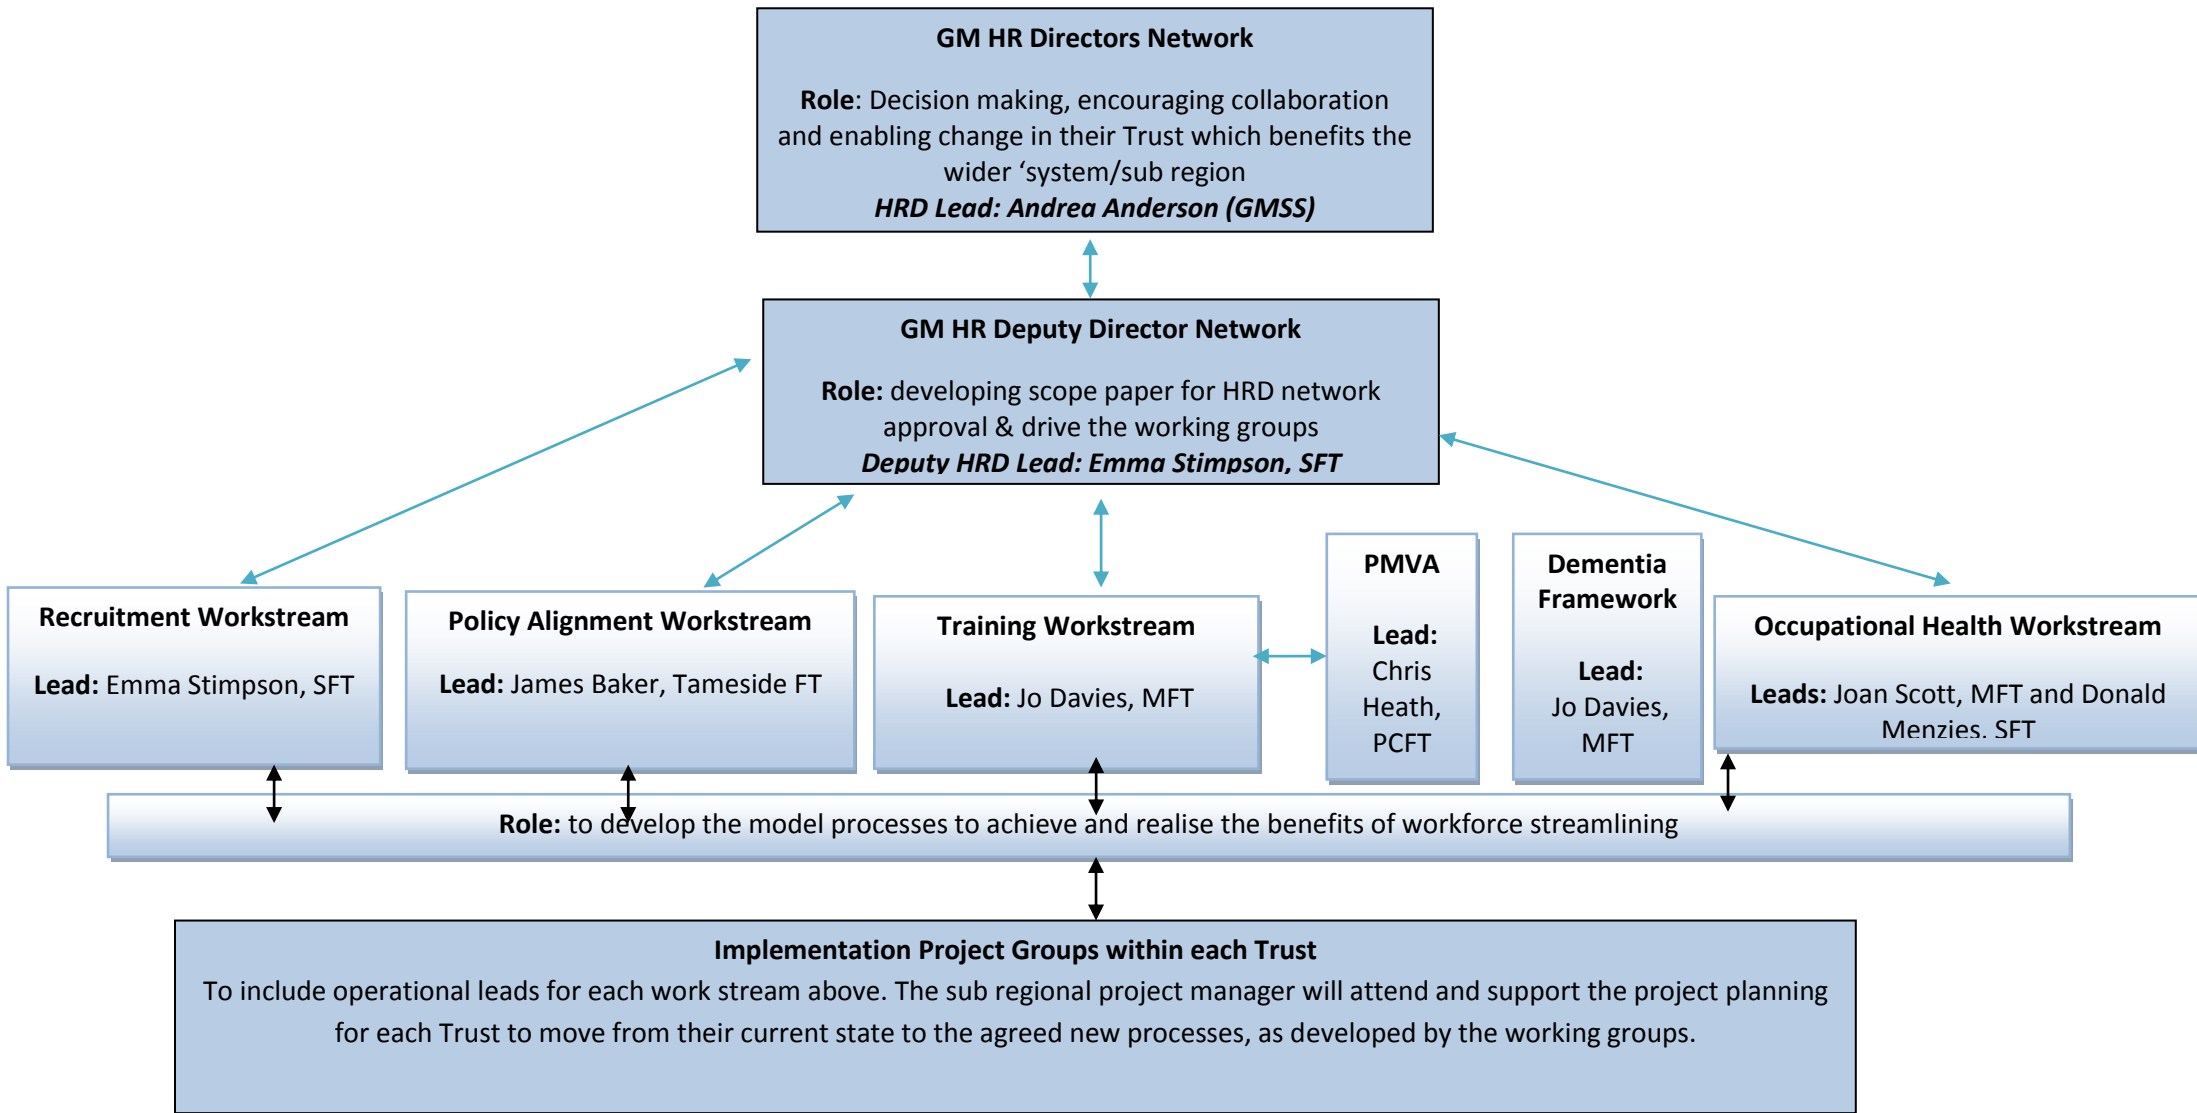 GM HR Directors Network
Role: Decision making, encouraging collaboration
and enabling change in their Trust which benefits the
wider ‘system/sub region
HRD Lead: Andrea Anderson (GMSS)
GM HR Deputy Director Network
Role: developing scope paper for HRD network
approval & drive the working groups
Deputy HRD Lead: Emma Stimpson, SFT
Recruitment Workstream
Lead: Emma Stimpson, SFT
Policy Alignment Workstream
Lead: James Baker, Tameside FT
Training Workstream
Lead: Jo Davies, MFT
PMVA
Lead:
Chris
Heath,
PCFT
Dementia
Framework
Lead:
Jo Davies,
MFT
Occupational Health Workstream
Leads: Joan Scott, MFT and Donald
Menzies, SFT
Role: to develop the model processes to achieve and realise the benefits of workforce streamlining
Implementation Project Groups within each Trust
To include operational leads for each work stream above. The sub regional project manager will attend and support the project planning
for each Trust to move from their current state to the agreed new processes, as developed by the working groups.